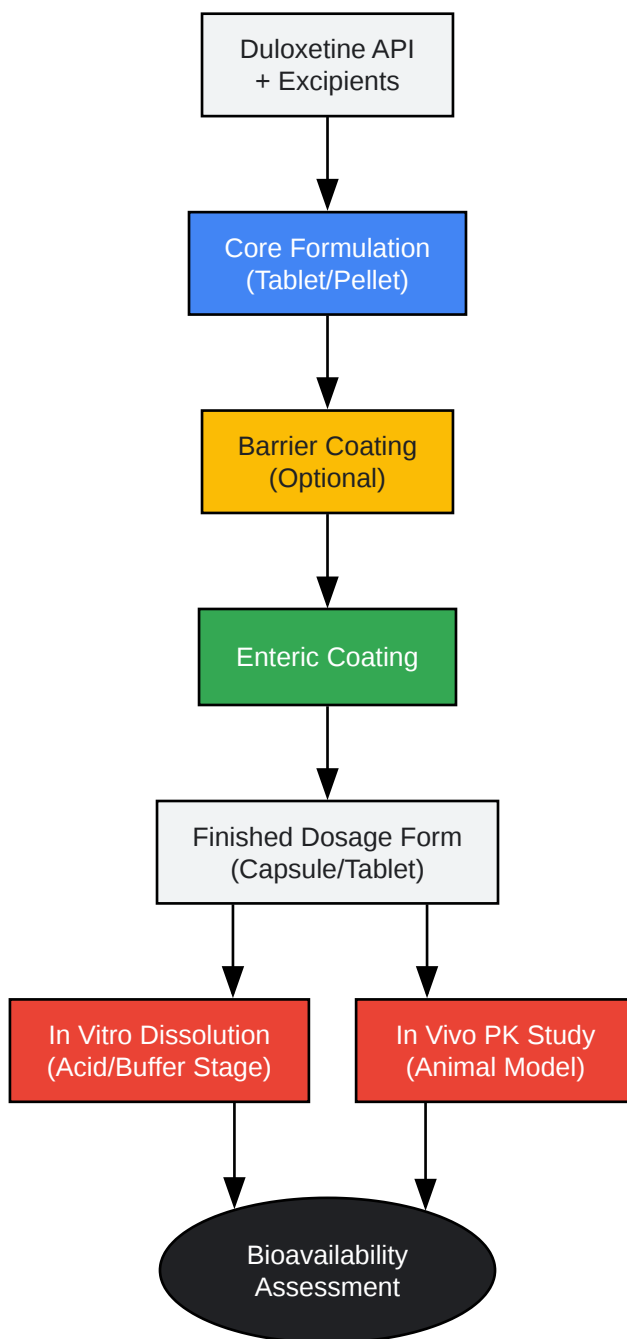 Duloxetine API
+ Excipients
Core Formulation
(Tablet/Pellet)
Barrier Coating
(Optional)
Enteric Coating
Finished Dosage Form
(Capsule/Tablet)
In Vitro Dissolution
(Acid/Buffer Stage)
In Vivo PK Study
(Animal Model)
Bioavailability
Assessment